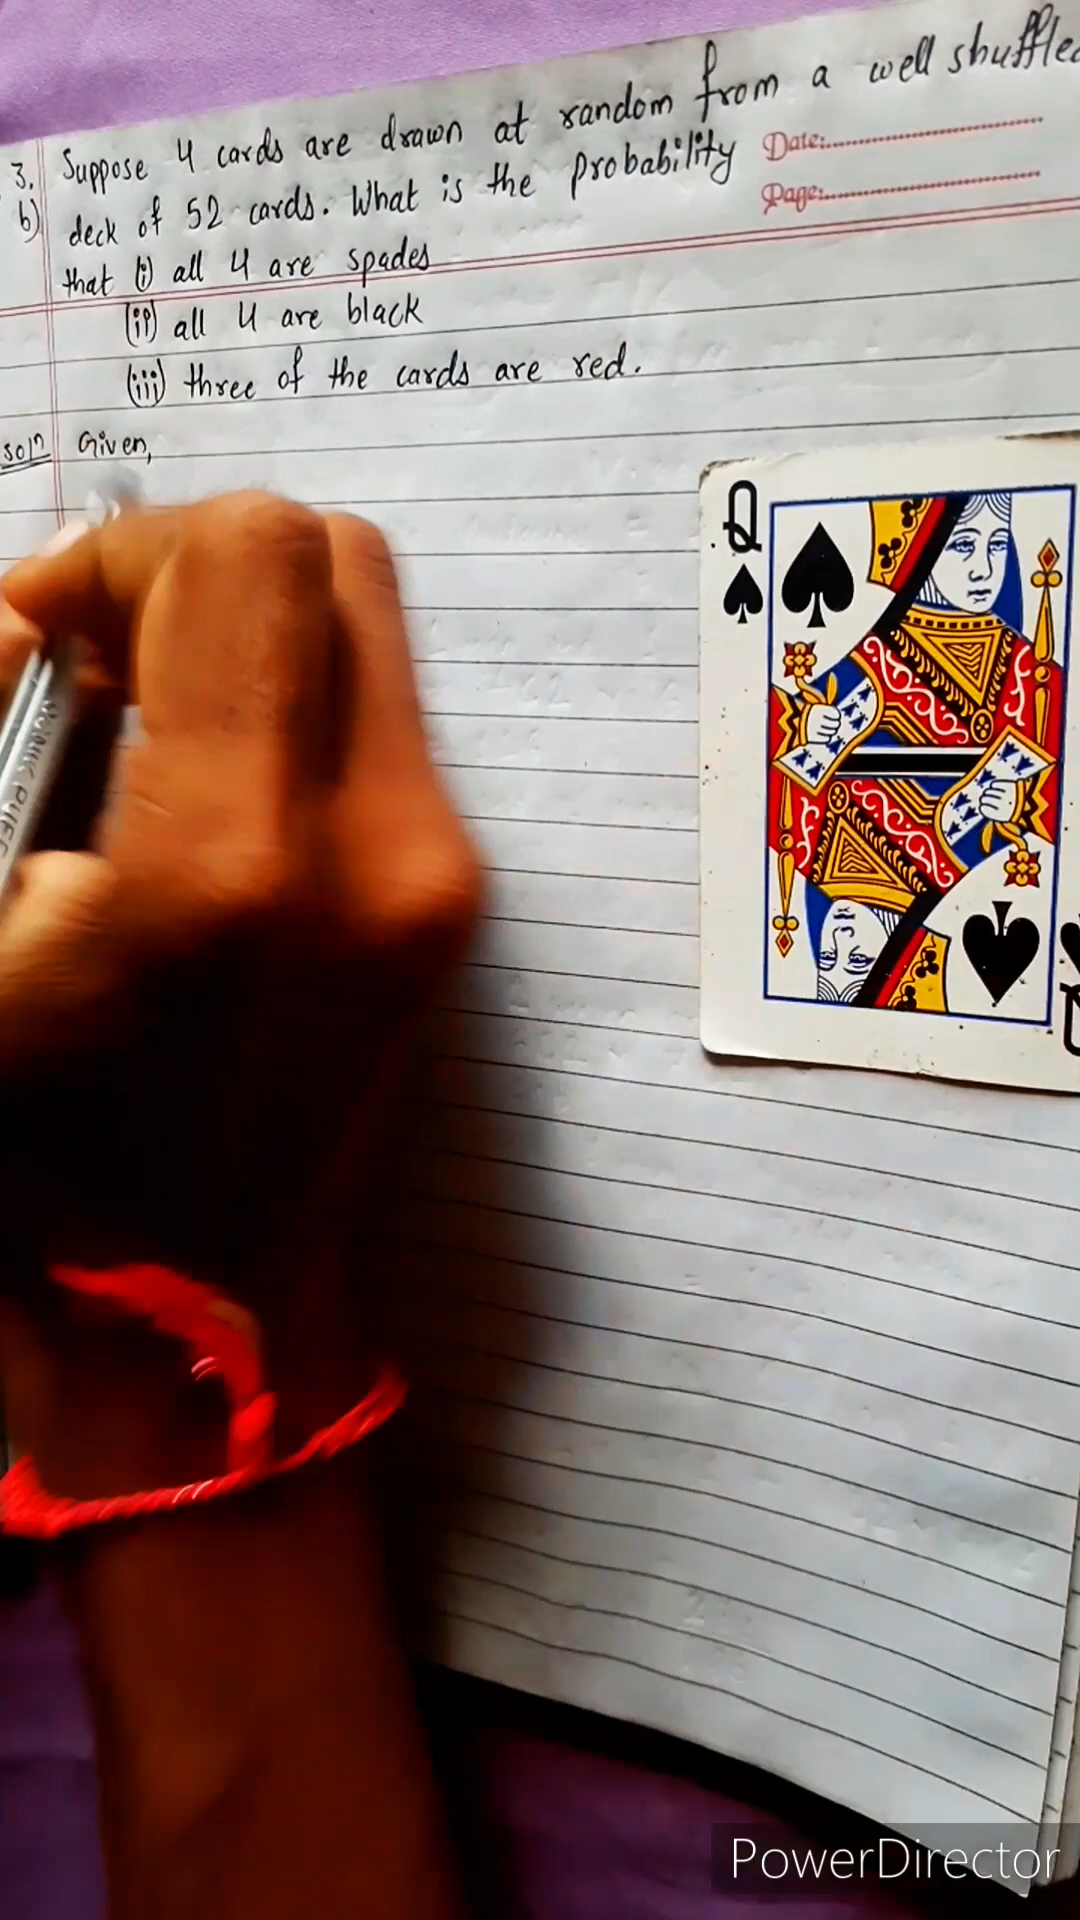 3. Suppose 4 cards are drawn at random from a well shuffled
b) deck of 52 cards. What is the probability
Date:
Page:
that (i) all 4 are spades
(ii) all 4 are black
(iii) three of the cards are red.
Soln Given,
Q
Q
PowerDirector